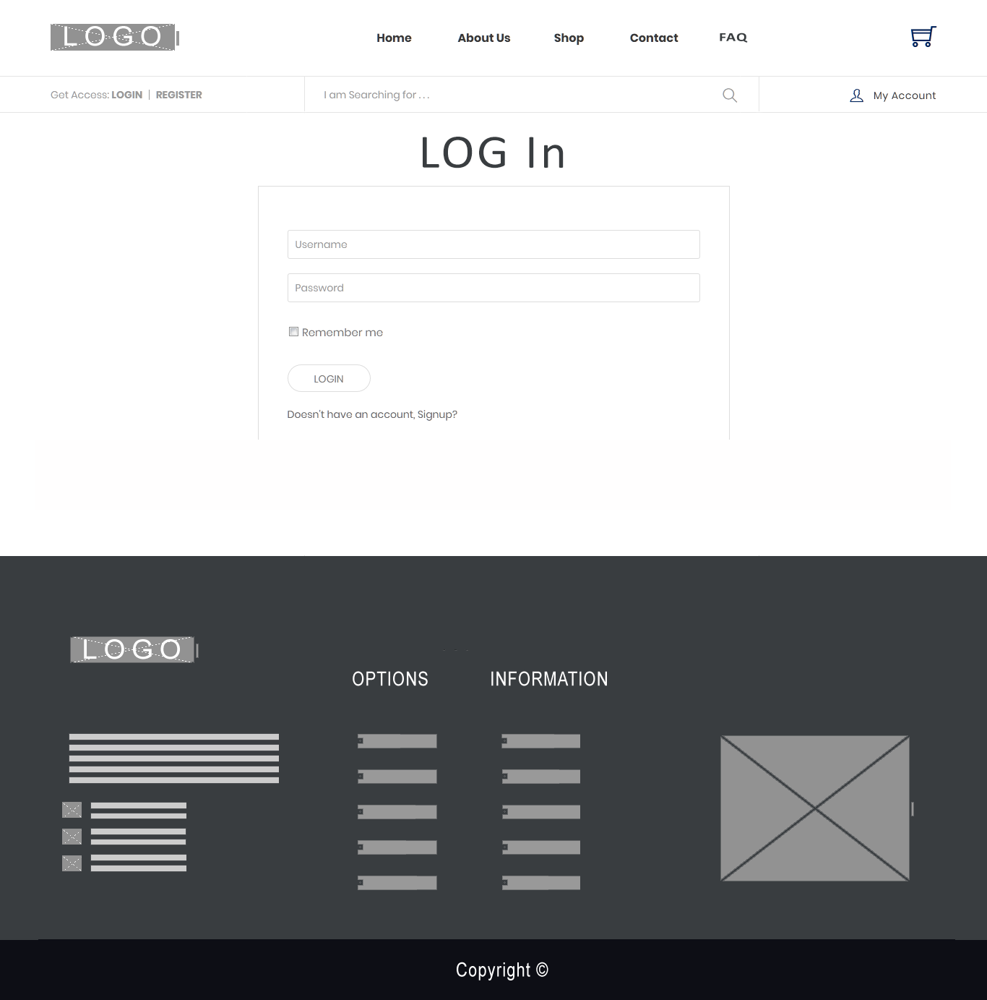 LOGO
Home About Us Shop Contact FAQ
Get Access: LOGIN | REGISTER
I am Searching for . . .
My Account
LOG In
Username
Password
Remember me
LOGIN
Doesn't have an account, Signup?
LOGO
OPTIONS INFORMATION
Copyright ©